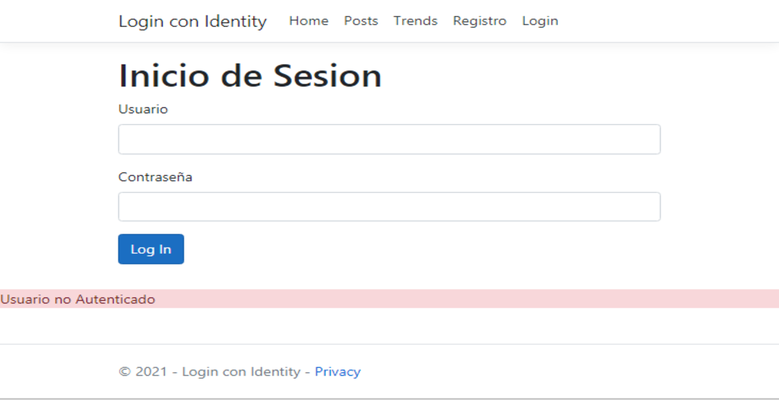 Login con Identity Home Posts Trends Registro Login
Inicio de Sesion
Usuario
Contraseña
Log In
Usuario no Autenticado
© 2021 - Login con Identity - Privacy